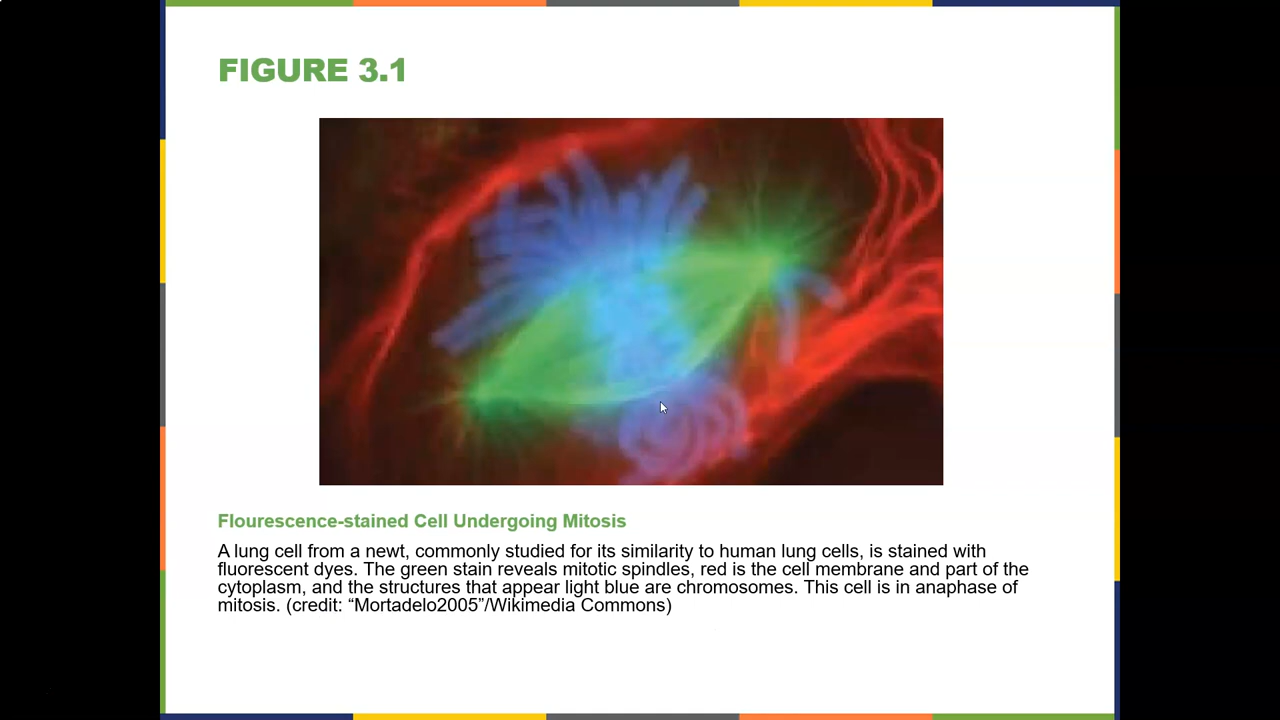 FIGURE 3.1
Flourescence-stained Cell Undergoing Mitosis
A lung cell from a newt, commonly studied for its similarity to human lung cells, is stained with
fluorescent dyes. The green stain reveals mitotic spindles, red is the cell membrane and part of the
cytoplasm, and the structures that appear light blue are chromosomes. This cell is in anaphase of
mitosis. (credit: “Mortadelo2005”/Wikimedia Commons)